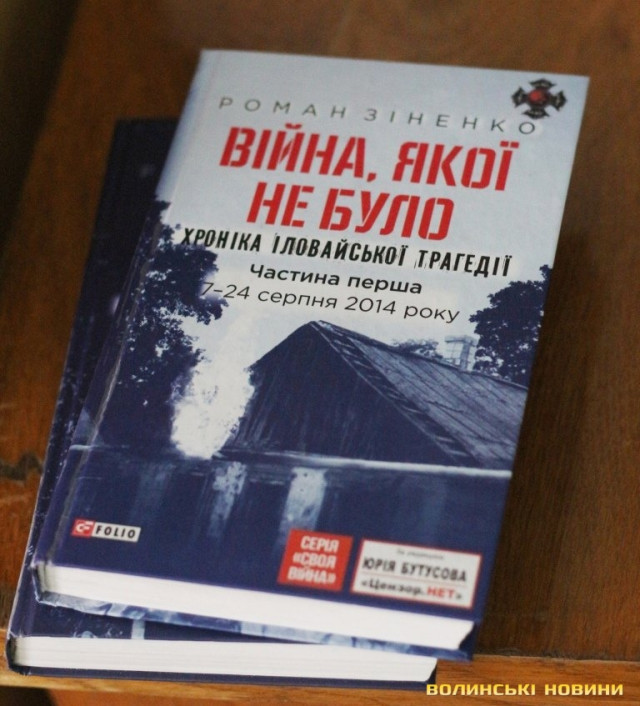 РОМАН ЗІНЕНКО
ВІЙНА, ЯКОЇ
НЕ БУЛО
ХРОНІКА ІЛОВАЙСЬКОЇ ТРАГЕДІЇ
Частина перша
7–24 серпня 2014 року
FOLIO
СЕРІЯ
«СВОЯ
ВІЙНА»
ЮРІЯ БУТУСОВА
«Цензор.НЕТ»
ВОЛИНСЬКІ НОВИНИ